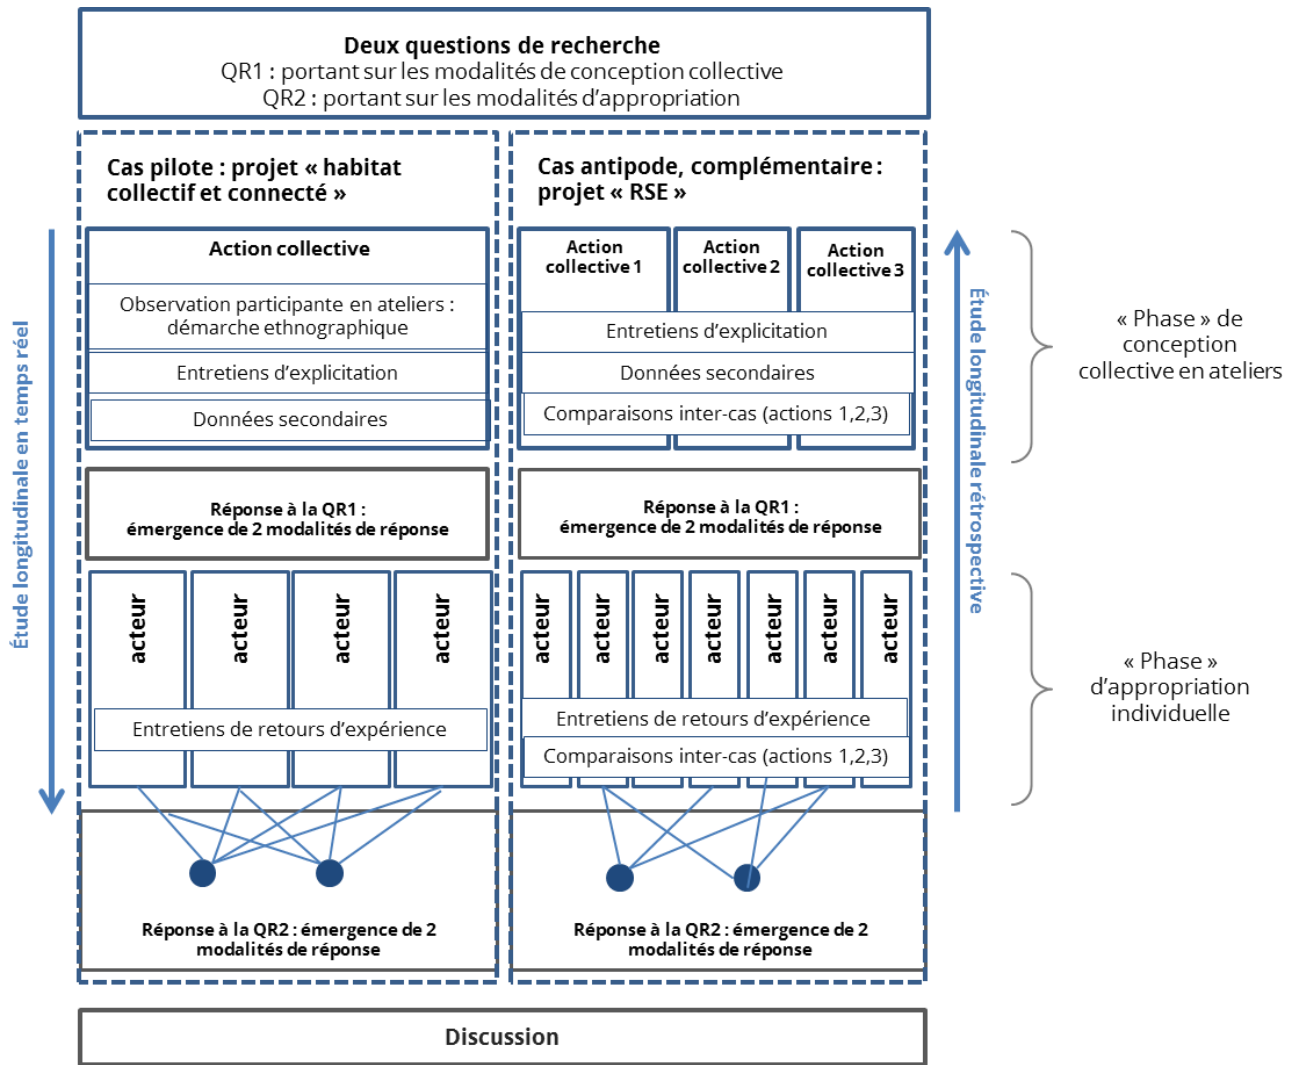 Deux questions de recherche
QR1 : portant sur les modalités de conception collective
QR2 : portant sur les modalités d’appropriation
Cas pilote : projet « habitat
collectif et connecté »
Action collective
Observation participante en ateliers :
démarche ethnographique
Entretiens d’explicitation
Données secondaires
Réponse à la QR1 :
émergence de 2 modalités de réponse
acteur
acteur
acteur
acteur
Entretiens de retours d’expérience
Réponse à la QR2 : émergence de 2
modalités de réponse
Étude longitudinale en temps réel
Cas antipode, complémentaire :
projet « RSE »
Action
collective 1
Action
collective 2
Action
collective 3
Entretiens d’explicitation
Données secondaires
Comparaisons inter-cas (actions 1,2,3)
Réponse à la QR1 :
émergence de 2 modalités de réponse
acteur
acteur
acteur
acteur
acteur
acteur
acteur
Entretiens de retours d’expérience
Comparaisons inter-cas (actions 1,2,3)
Réponse à la QR2 : émergence de 2
modalités de réponse
Étude longitudinale rétrospective
« Phase » de
conception
collective en ateliers
« Phase »
d’appropriation
individuelle
Discussion